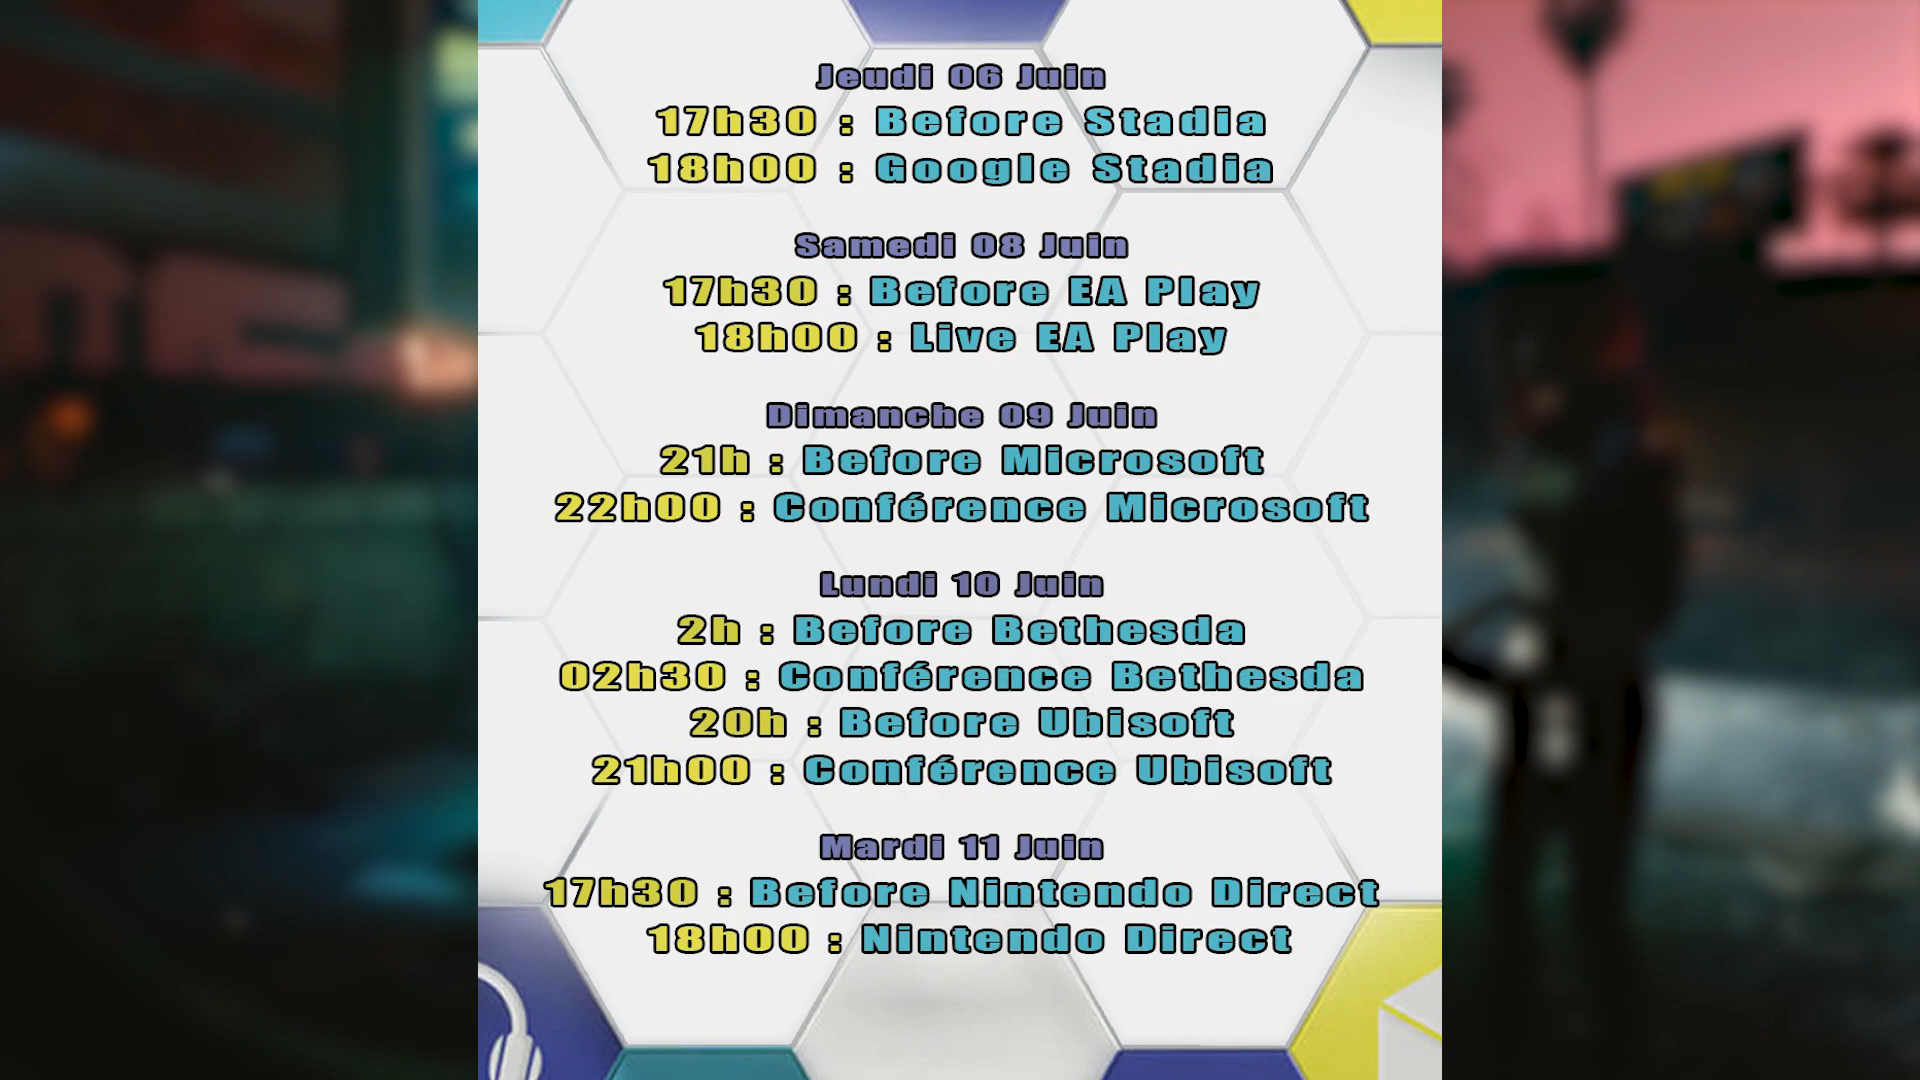 Jeudi 06 Juin
17h30 : Before Stadia
18h00 : Google Stadia
Samedi 08 Juin
17h30 : Before EA Play
18h00 : Live EA Play
Dimanche 09 Juin
21h : Before Microsoft
22h00 : Conférence Microsoft
Lundi 10 Juin
2h : Before Bethesda
02h30 : Conférence Bethesda
20h : Before Ubisoft
21h00 : Conférence Ubisoft
Mardi 11 Juin
17h30 : Before Nintendo Direct
18h00 : Nintendo Direct